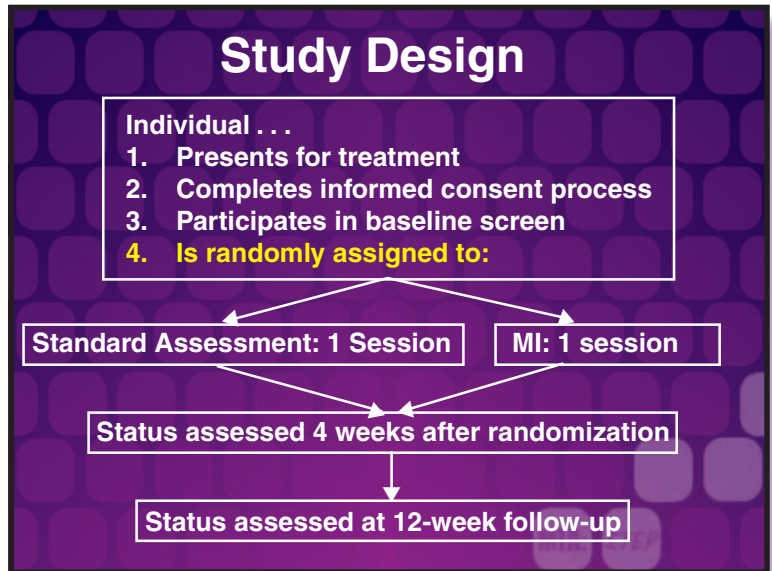 Study Design
Individual . . .
1. Presents for treatment
2. Completes informed consent process
3. Participates in baseline screen
4. Is randomly assigned to:
Standard Assessment: 1 Session
MI: 1 session
Status assessed 4 weeks after randomization
Status assessed at 12-week follow-up